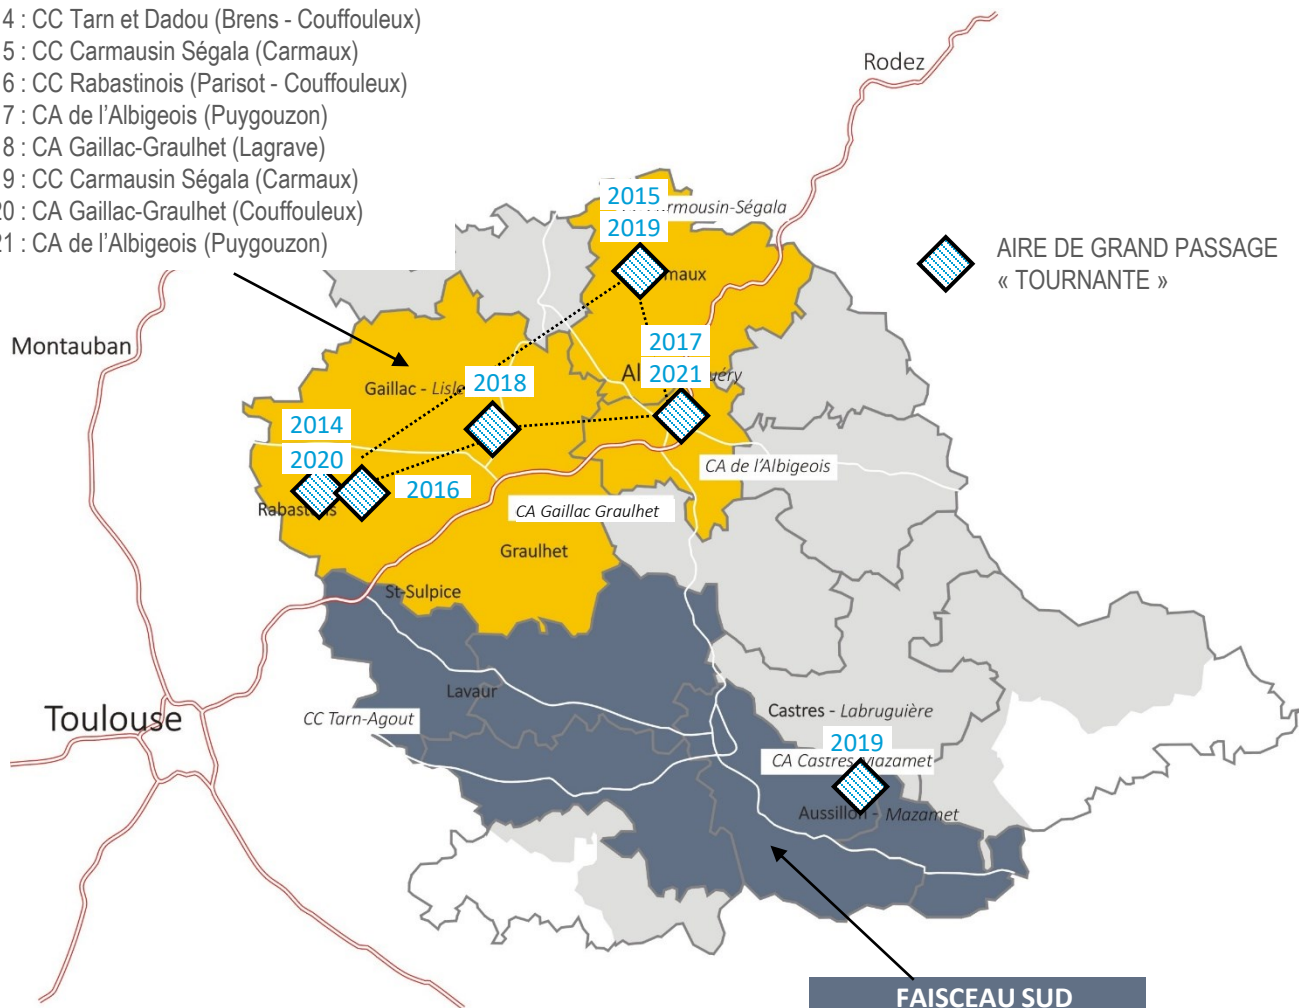 4 : CC Tarn et Dadou (Brens - Couffouleux)
5 : CC Carmausin Ségala (Carmaux)
6 : CC Rabastinois (Parisot - Couffouleux)
7 : CA de l'Albigeois (Puygouzon)
8 : CA Gaillac-Graulhet (Lagrave)
9 : CC Carmausin Ségala (Carmaux)
20 : CA Gaillac-Graulhet (Couffouleux)
21 : CA de l'Albigeois (Puygouzon)
Rodez
2015
2019
AIRE DE GRAND PASSAGE
« TOURNANTE »
Montauban
2017
2021
Gaillac -
2018
2014
2020
2016
CA de l'Albigeois
CA Gaillac Graulhet
Graulhet
St-Sulpice
Lavaur
Toulouse
CC Tarn-Agout
Castres - Labruguière
2019
CA Castres Mazamet
Aussillon - Mazamet
FAISCEAU SUD